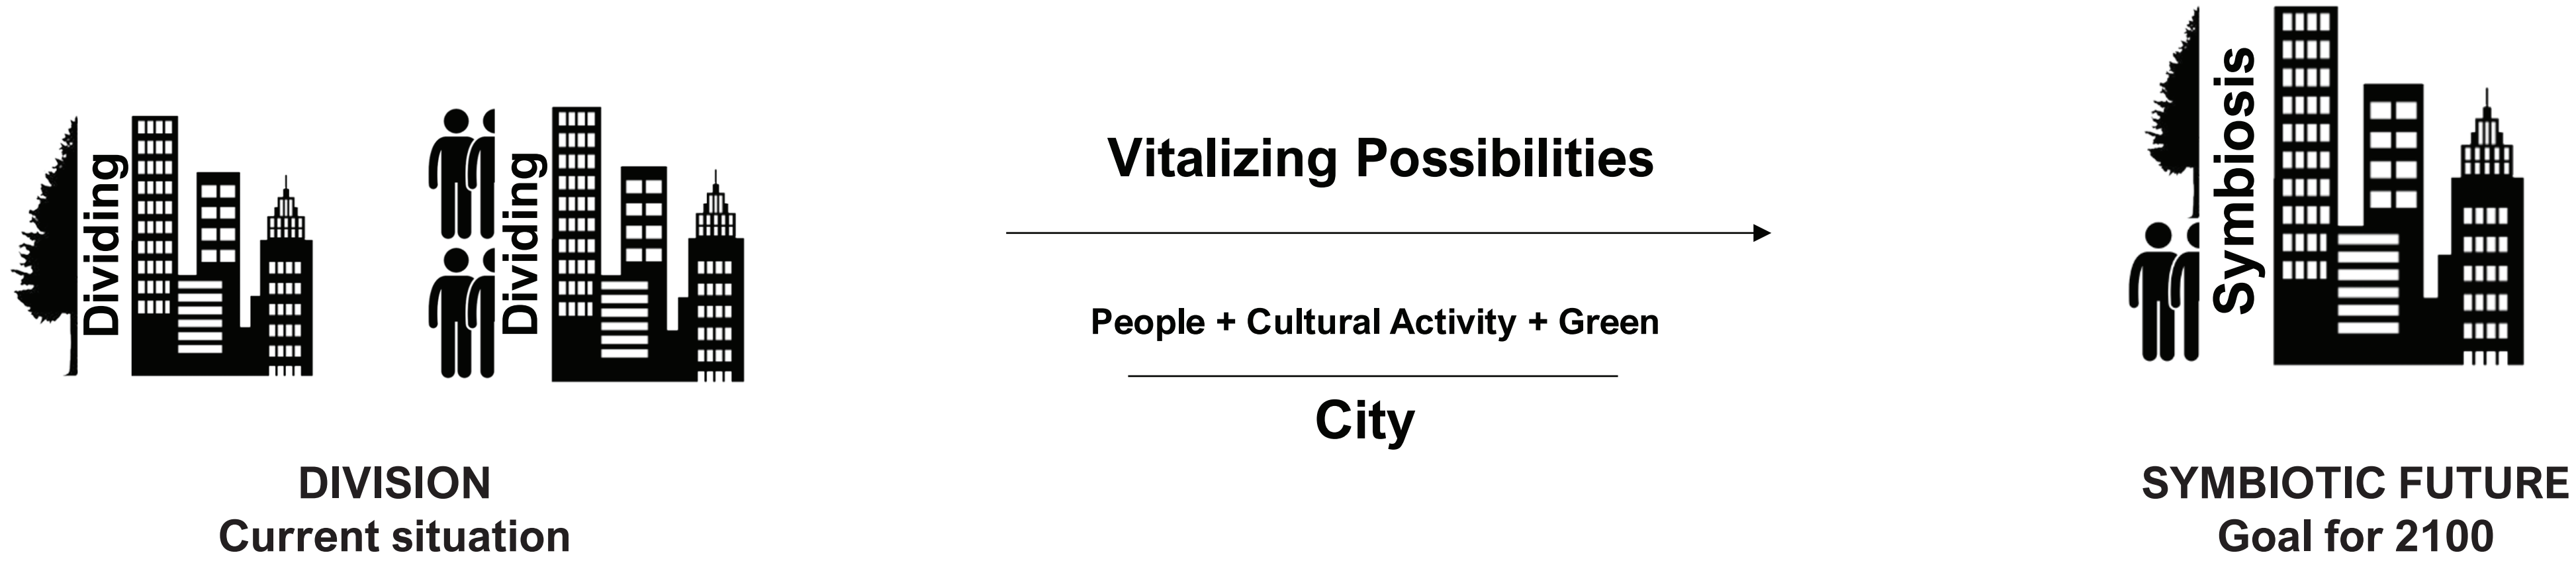 Dividing
Dividing
DIVISION
Current situation
Vitalizing Possibilities
People + Cultural Activity + Green
City
Symbiosis
SYMBIOTIC FUTURE
Goal for 2100